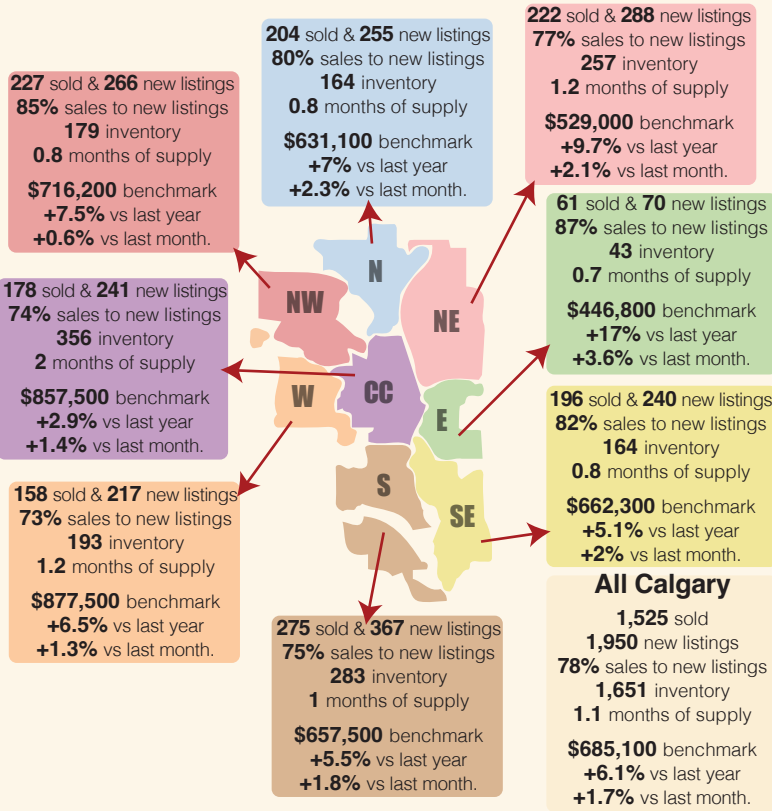 204 sold & 255 new listings
80% sales to new listings
164 inventory
0.8 months of supply
$631,100 benchmark
+7% vs last year
+2.3% vs last month.
222 sold & 288 new listings
77% sales to new listings
257 inventory
1.2 months of supply
$529,000 benchmark
+9.7% vs last year
+2.1% vs last month.
227 sold & 266 new listings
85% sales to new listings
179 inventory
0.8 months of supply
$716,200 benchmark
+7.5% vs last year
+0.6% vs last month.
61 sold & 70 new listings
87% sales to new listings
43 inventory
0.7 months of supply
$446,800 benchmark
+17% vs last year
+3.6% vs last month.
N
NW
NE
W
CC
E
S
SE
178 sold & 241 new listings
74% sales to new listings
356 inventory
2 months of supply
$857,500 benchmark
+2.9% vs last year
+1.4% vs last month.
196 sold & 240 new listings
82% sales to new listings
164 inventory
0.8 months of supply
$662,300 benchmark
+5.1% vs last year
+2% vs last month.
158 sold & 217 new listings
73% sales to new listings
193 inventory
1.2 months of supply
$877,500 benchmark
+6.5% vs last year
+1.3% vs last month.
275 sold & 367 new listings
75% sales to new listings
283 inventory
1 months of supply
$657,500 benchmark
+5.5% vs last year
+1.8% vs last month.
All Calgary
1,525 sold
1,950 new listings
78% sales to new listings
1,651 inventory
1.1 months of supply
$685,100 benchmark
+6.1% vs last year
+1.7% vs last month.